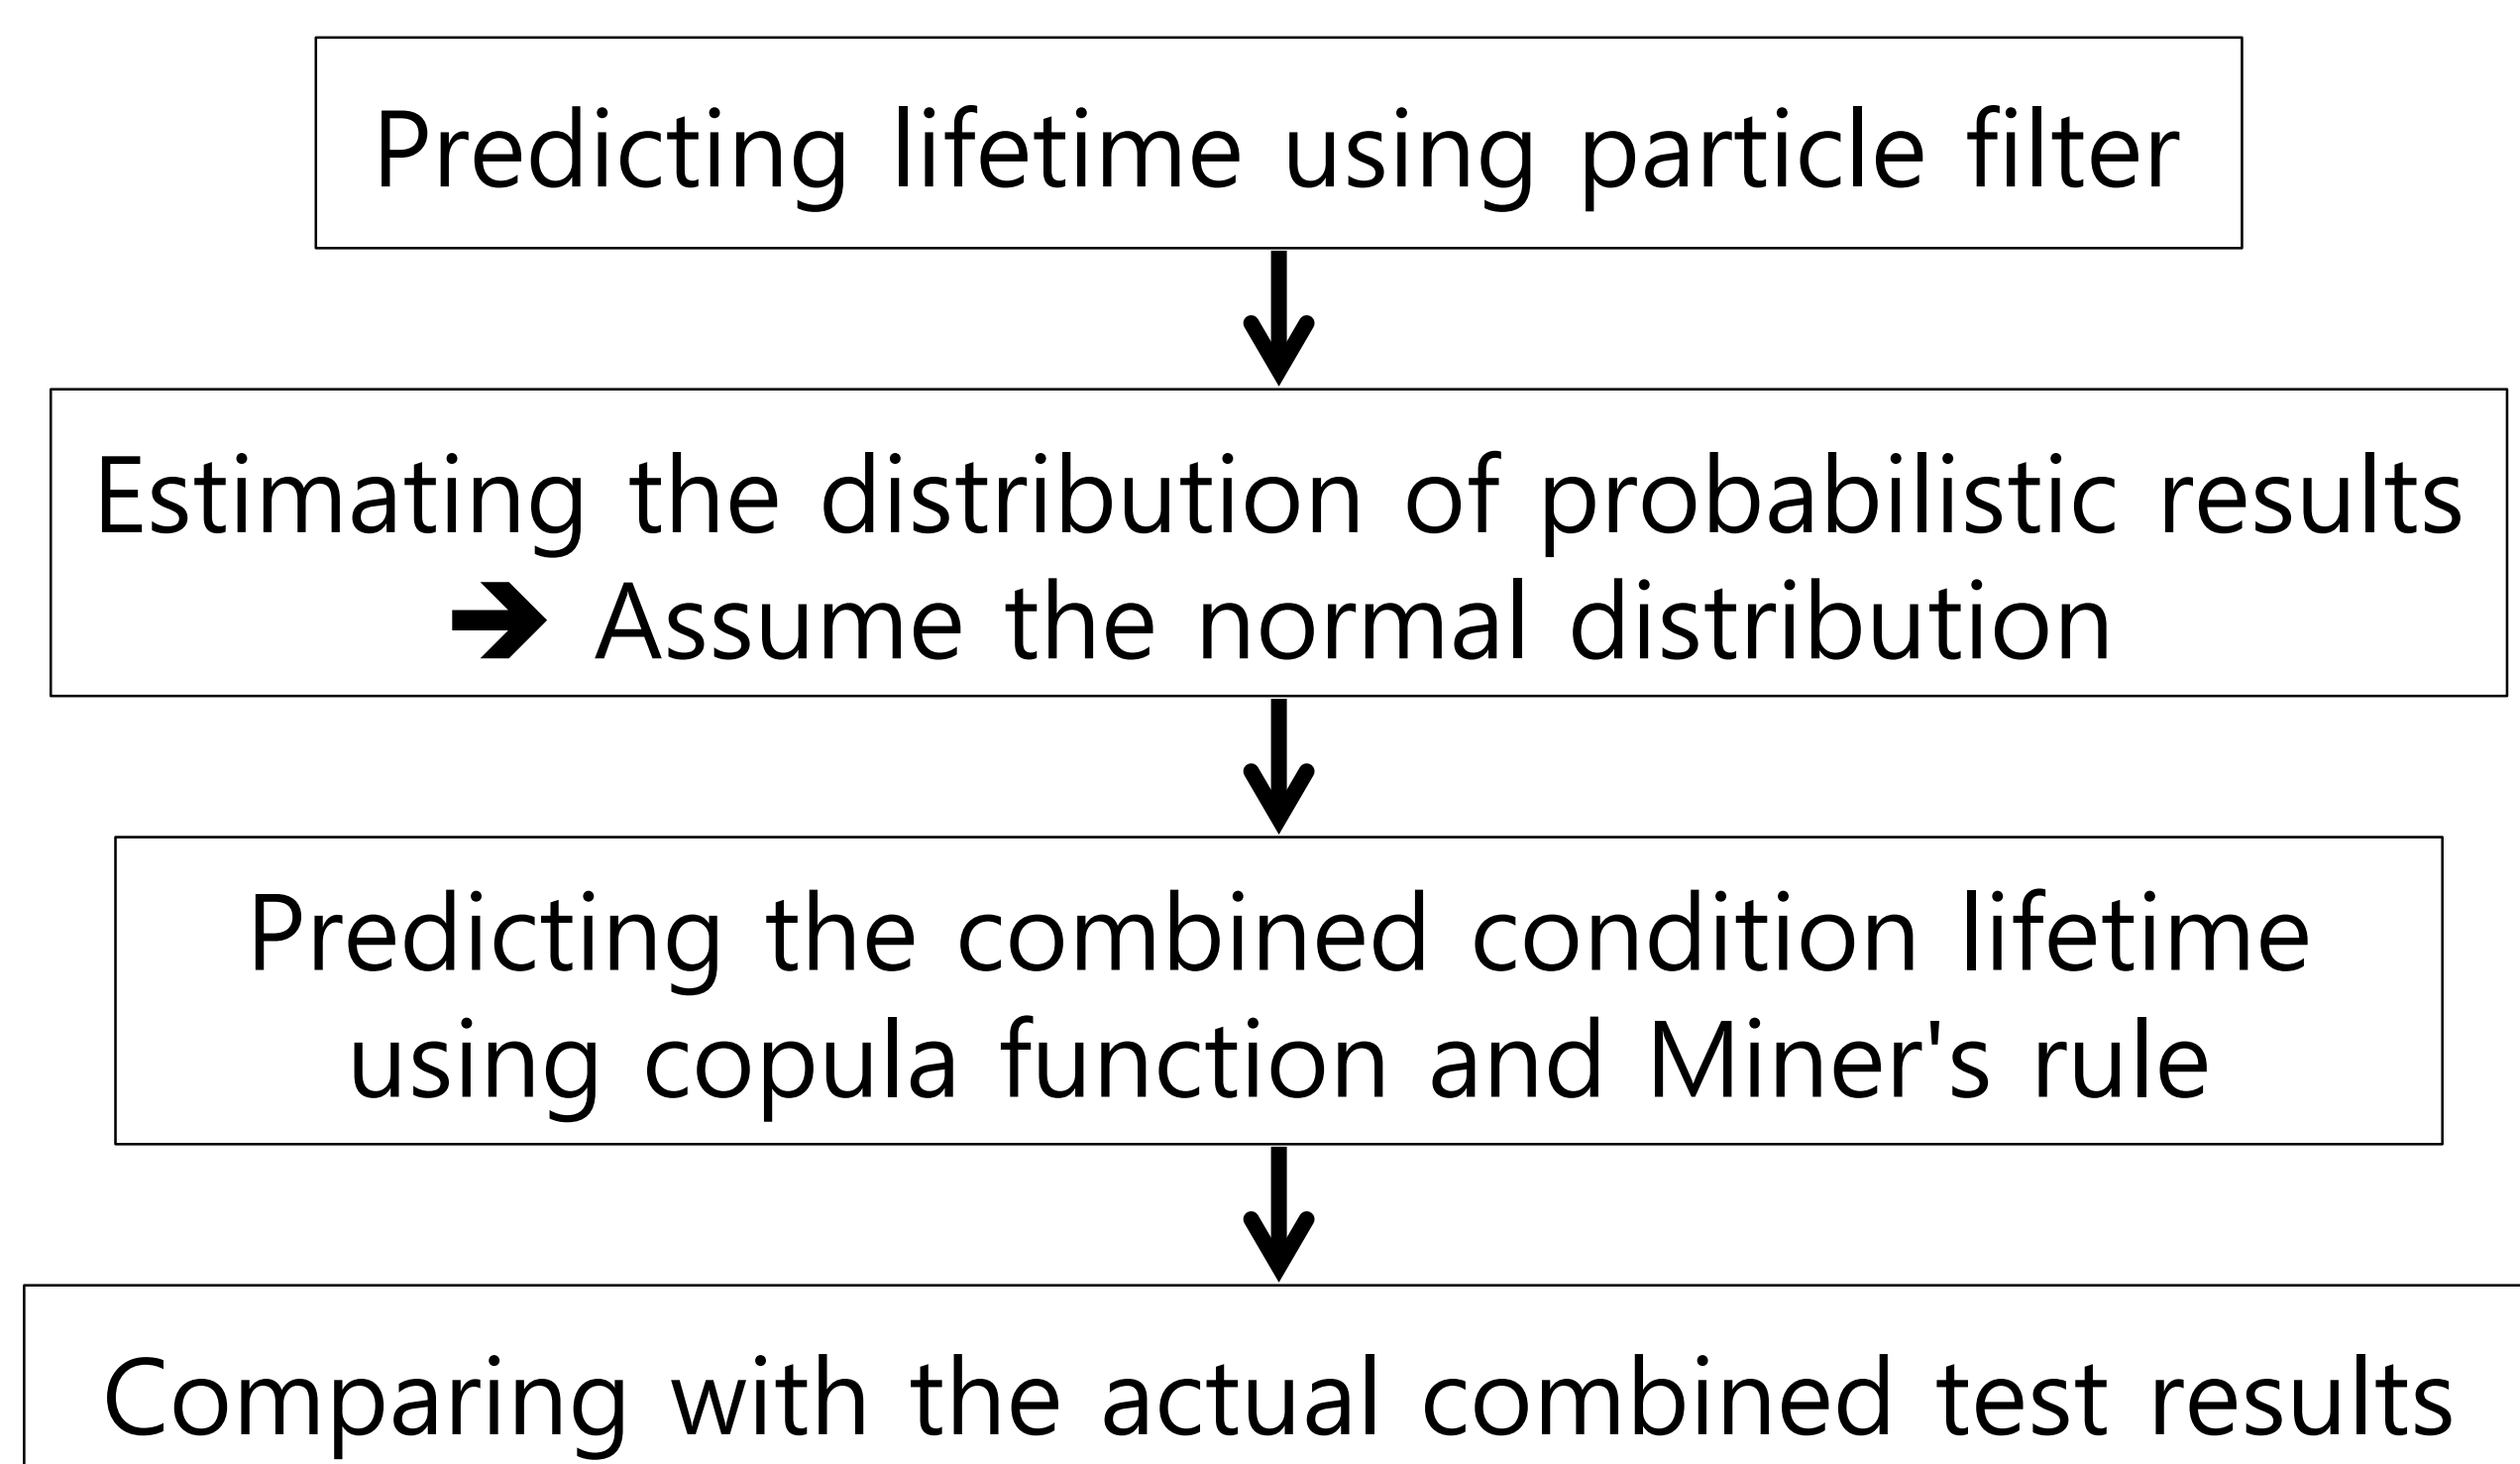 Predicting lifetime using particle filter
Estimating the distribution of probabilistic results
➔ Assume the normal distribution
Predicting the combined condition lifetime
using copula function and Miner's rule
Comparing with the actual combined test results